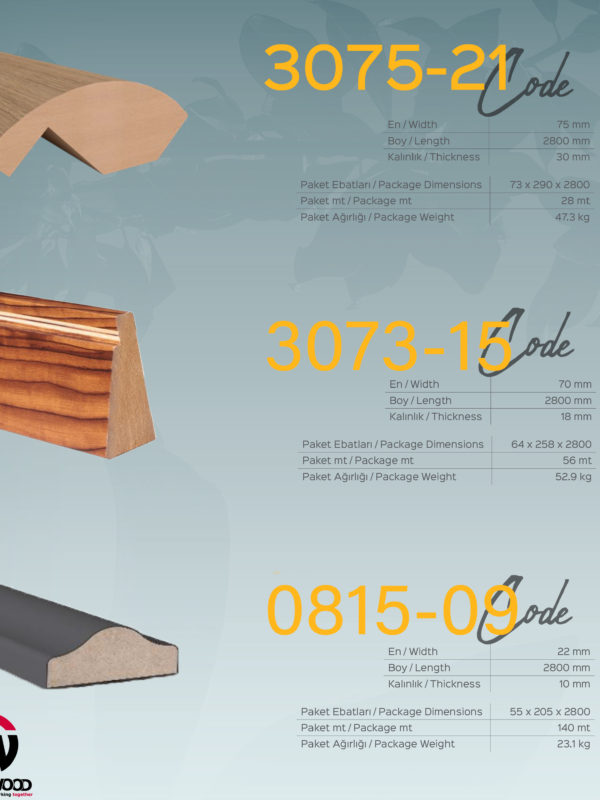 3075-21 Code
En / Width 75 mm
Boy / Length 2800 mm
Kalınlık / Thickness 30 mm
Paket Ebatları / Package Dimensions 73 x 290 x 2800
Paket mt / Package mt 28 mt
Paket Ağırlığı / Package Weight 47.3 kg
3073-15 Code
En / Width 70 mm
Boy / Length 2800 mm
Kalınlık / Thickness 18 mm
Paket Ebatları / Package Dimensions 64 x 258 x 2800
Paket mt / Package mt 56 mt
Paket Ağırlığı / Package Weight 52.9 kg
0815-09 Code
En / Width 22 mm
Boy / Length 2800 mm
Kalınlık / Thickness 10 mm
Paket Ebatları / Package Dimensions 55 x 205 x 2800
Paket mt / Package mt 140 mt
Paket Ağırlığı / Package Weight 23.1 kg
WOOD
together